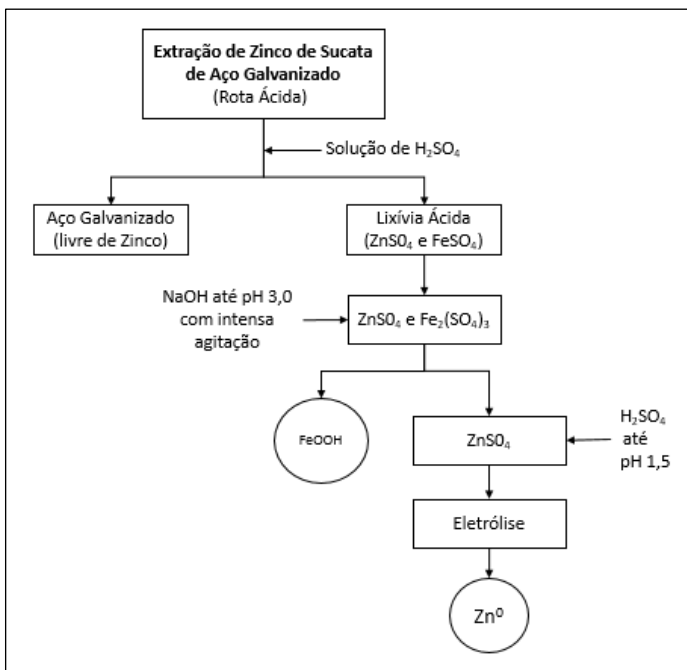 Extração de Zinco de Sucata
de Aço Galvanizado
(Rota Ácida)
Solução de H₂SO₄
Aço Galvanizado
(livre de Zinco)
Lixívia Ácida
(ZnS0₄ e FeSO₄)
NaOH até pH 3,0
com intensa
agitação
ZnS0₄ e Fe₂(SO₄)₃
FeOOH
ZnS0₄
H₂SO₄
até
pH 1,5
Eletrólise
Zn⁰